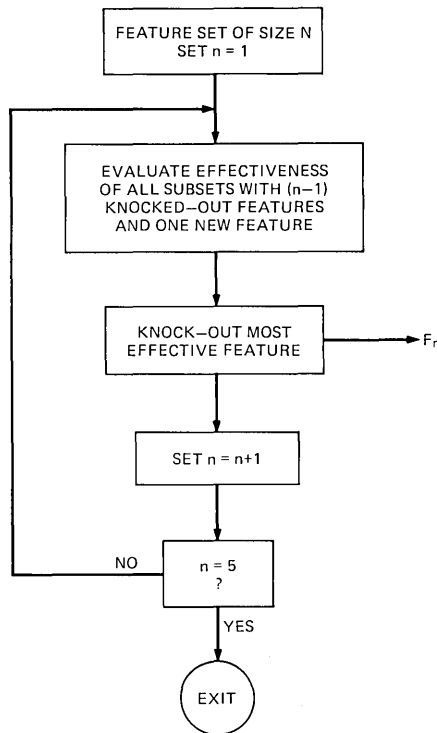 FEATURE SET OF SIZE N
SET n = 1
EVALUATE EFFECTIVENESS
OF ALL SUBSETS WITH (n–1)
KNOCKED–OUT FEATURES
AND ONE NEW FEATURE
KNOCK–OUT MOST
EFFECTIVE FEATURE
Fn
SET n = n+1
NO
n = 5
?
YES
EXIT